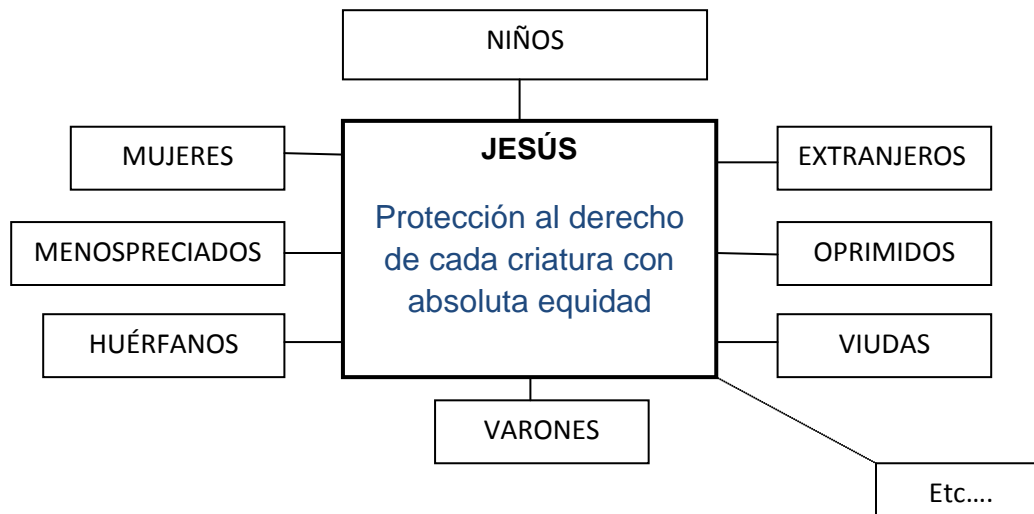 NIÑOS
JESÚS
Protección al derecho
de cada criatura con
absoluta equidad
MUJERES
EXTRANJEROS
MENOSPRECIADOS
OPRIMIDOS
HUÉRFANOS
VIUDAS
VARONES
Etc….